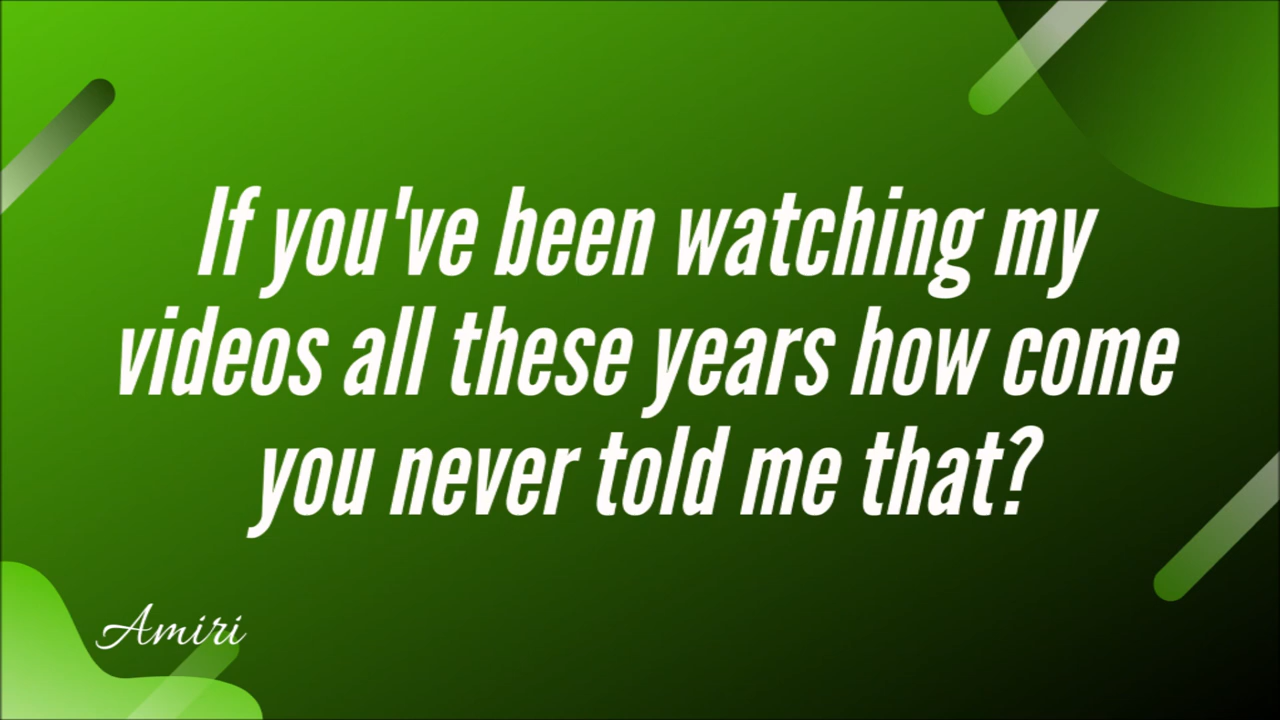 If you've been watching my
videos all these years how come
you never told me that?
Amiri